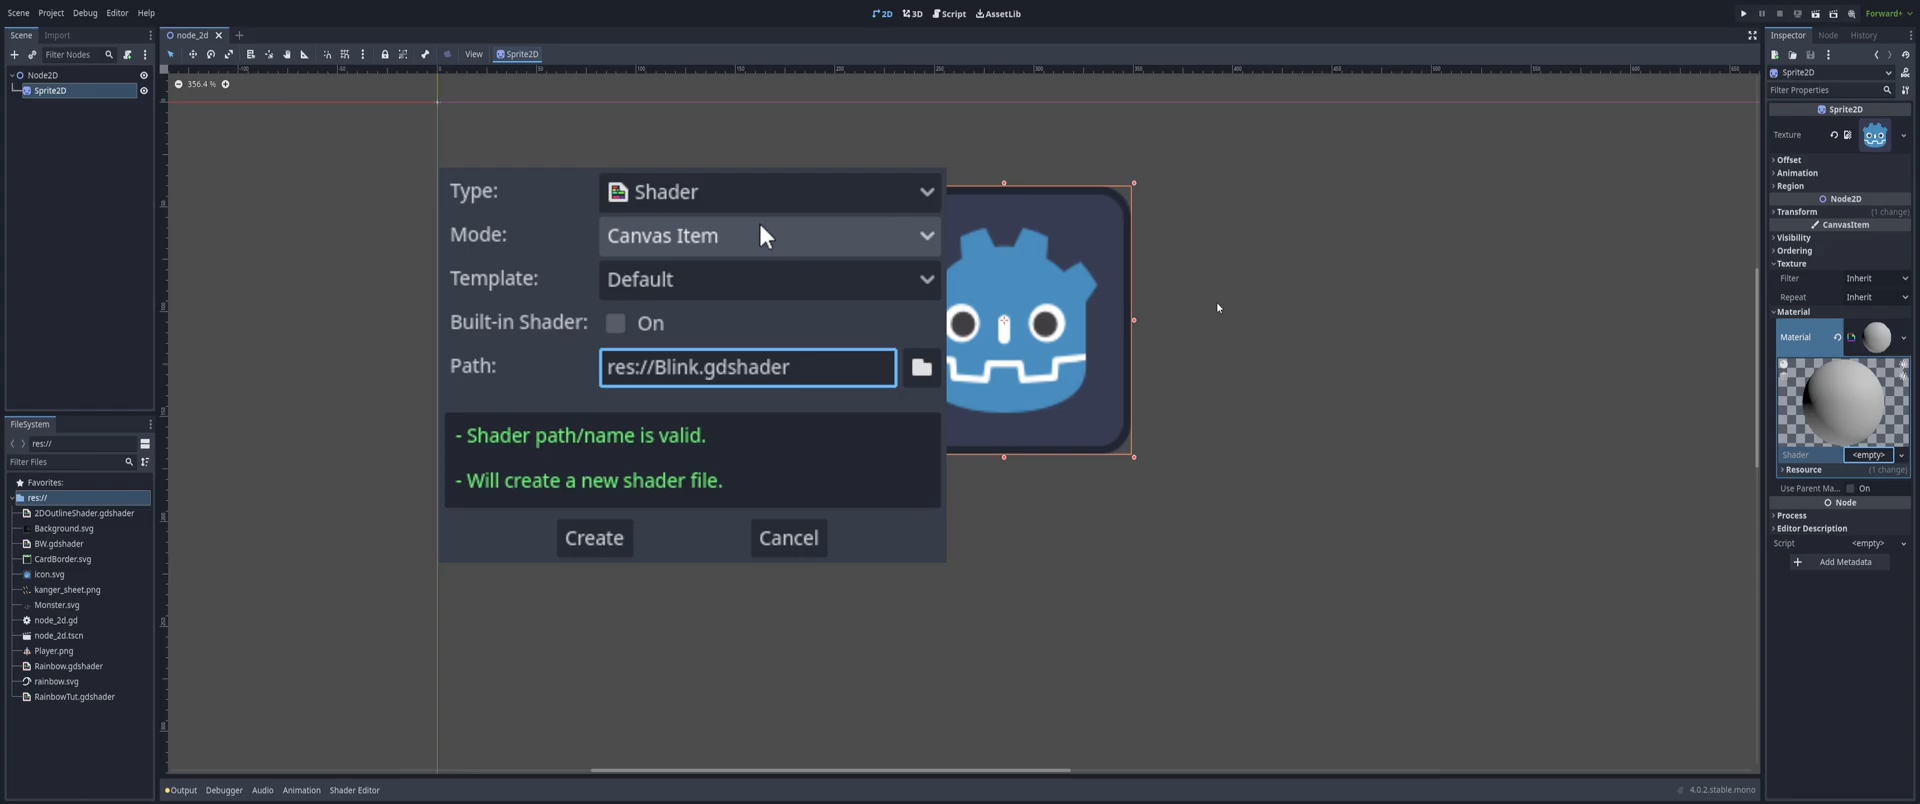 Scene Project Debug Editor Help
2D 3D Script AssetLib
Forward+
Scene Import
node_2d
Inspector Node History
Filter Nodes
View Sprite2D
Node2D
Sprite2D
356.4 %
Sprite2D
Filter Properties
Sprite2D
Texture
Offset
Animation
Region
Node2D
Transform (1 change)
CanvasItem
Visibility
Ordering
Texture
Filter Inherit
Repeat Inherit
Material
Material
Shader <empty>
Resource (1 change)
Use Parent Ma... On
Node
Process
Editor Description
Script <empty>
Add Metadata
Type: Shader
Mode: Canvas Item
Template: Default
Built-in Shader: On
Path: res://Blink.gdshader
- Shader path/name is valid.
- Will create a new shader file.
Create Cancel
FileSystem
res://
Filter Files
Favorites:
res://
2DOutlineShader.gdshader
Background.svg
BW.gdshader
CardBorder.svg
icon.svg
kanger_sheet.png
Monster.svg
node_2d.gd
node_2d.tscn
Player.png
Rainbow.gdshader
rainbow.svg
RainbowTut.gdshader
Output Debugger Audio Animation Shader Editor
4.0.2.stable.mono